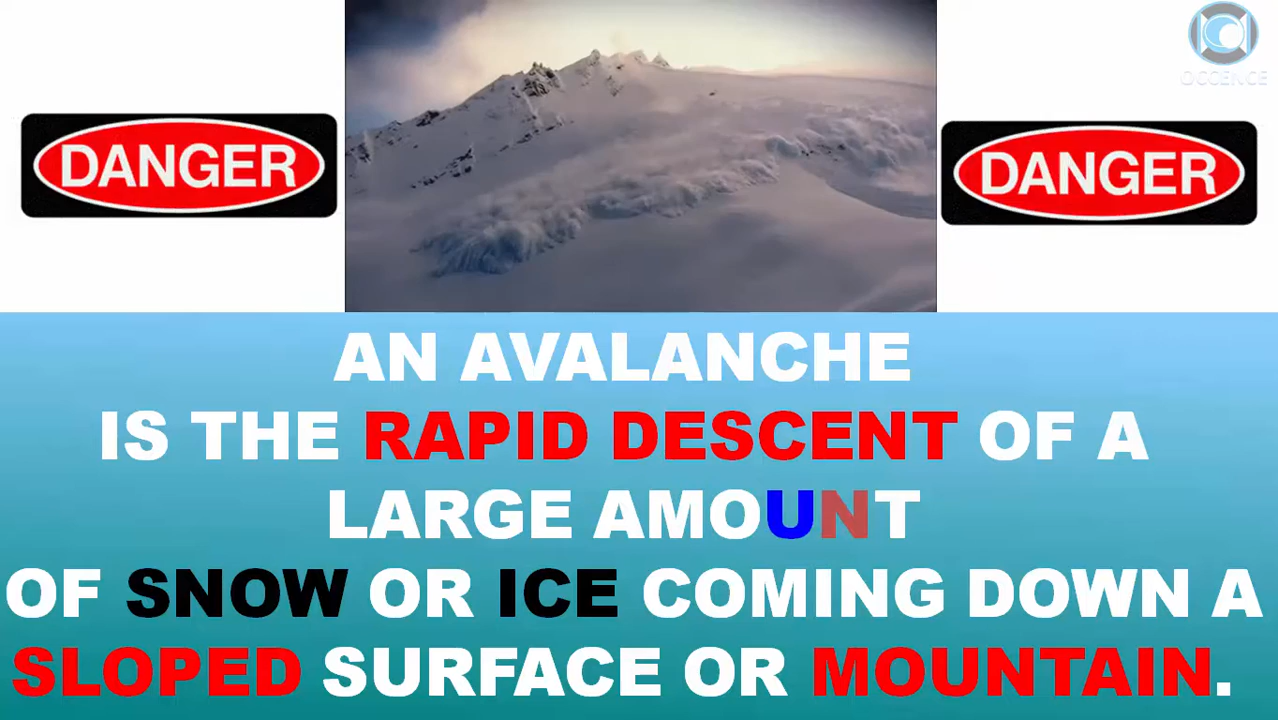 OCCENCE
DANGER
DANGER
AN AVALANCHE
IS THE RAPID DESCENT OF A
LARGE AMOUNT
OF SNOW OR ICE COMING DOWN A
SLOPED SURFACE OR MOUNTAIN.